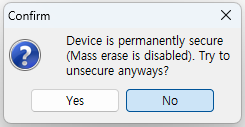 Confirm
Device is permanently secure
(Mass erase is disabled). Try to
unsecure anyways?
Yes
No